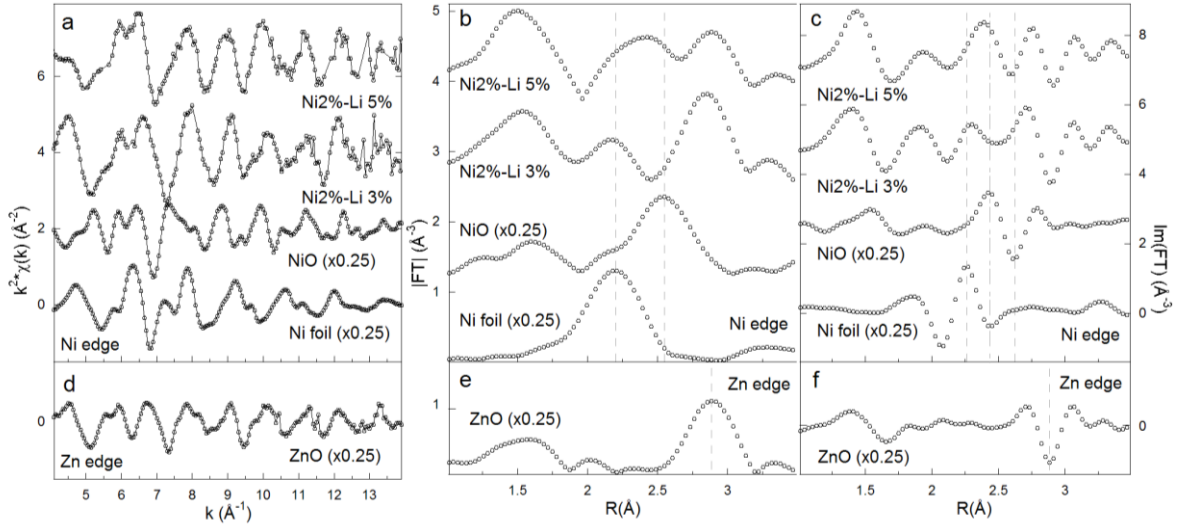 a
Ni2%-Li 5%
Ni2%-Li 3%
NiO (x0.25)
Ni foil (x0.25)
Ni edge
k²*χ(k) (Å⁻²)
6
4
2
0
d
Zn edge
ZnO (x0.25)
0
5 6 7 8 9 10 11 12 13
k (Å⁻¹)
b
Ni2%-Li 5%
Ni2%-Li 3%
NiO (x0.25)
Ni foil (x0.25)
Ni edge
|FT| (Å⁻³)
5
4
3
2
1
0
e
Zn edge
ZnO (x0.25)
1
1.5 2 2.5 3
R(Å)
c
Ni2%-Li 5%
Ni2%-Li 3%
NiO (x0.25)
Ni foil (x0.25)
Ni edge
Im(FT) (Å⁻³)
8
6
4
2
0
f
Zn edge
ZnO (x0.25)
0
1.5 2 2.5 3
R(Å)